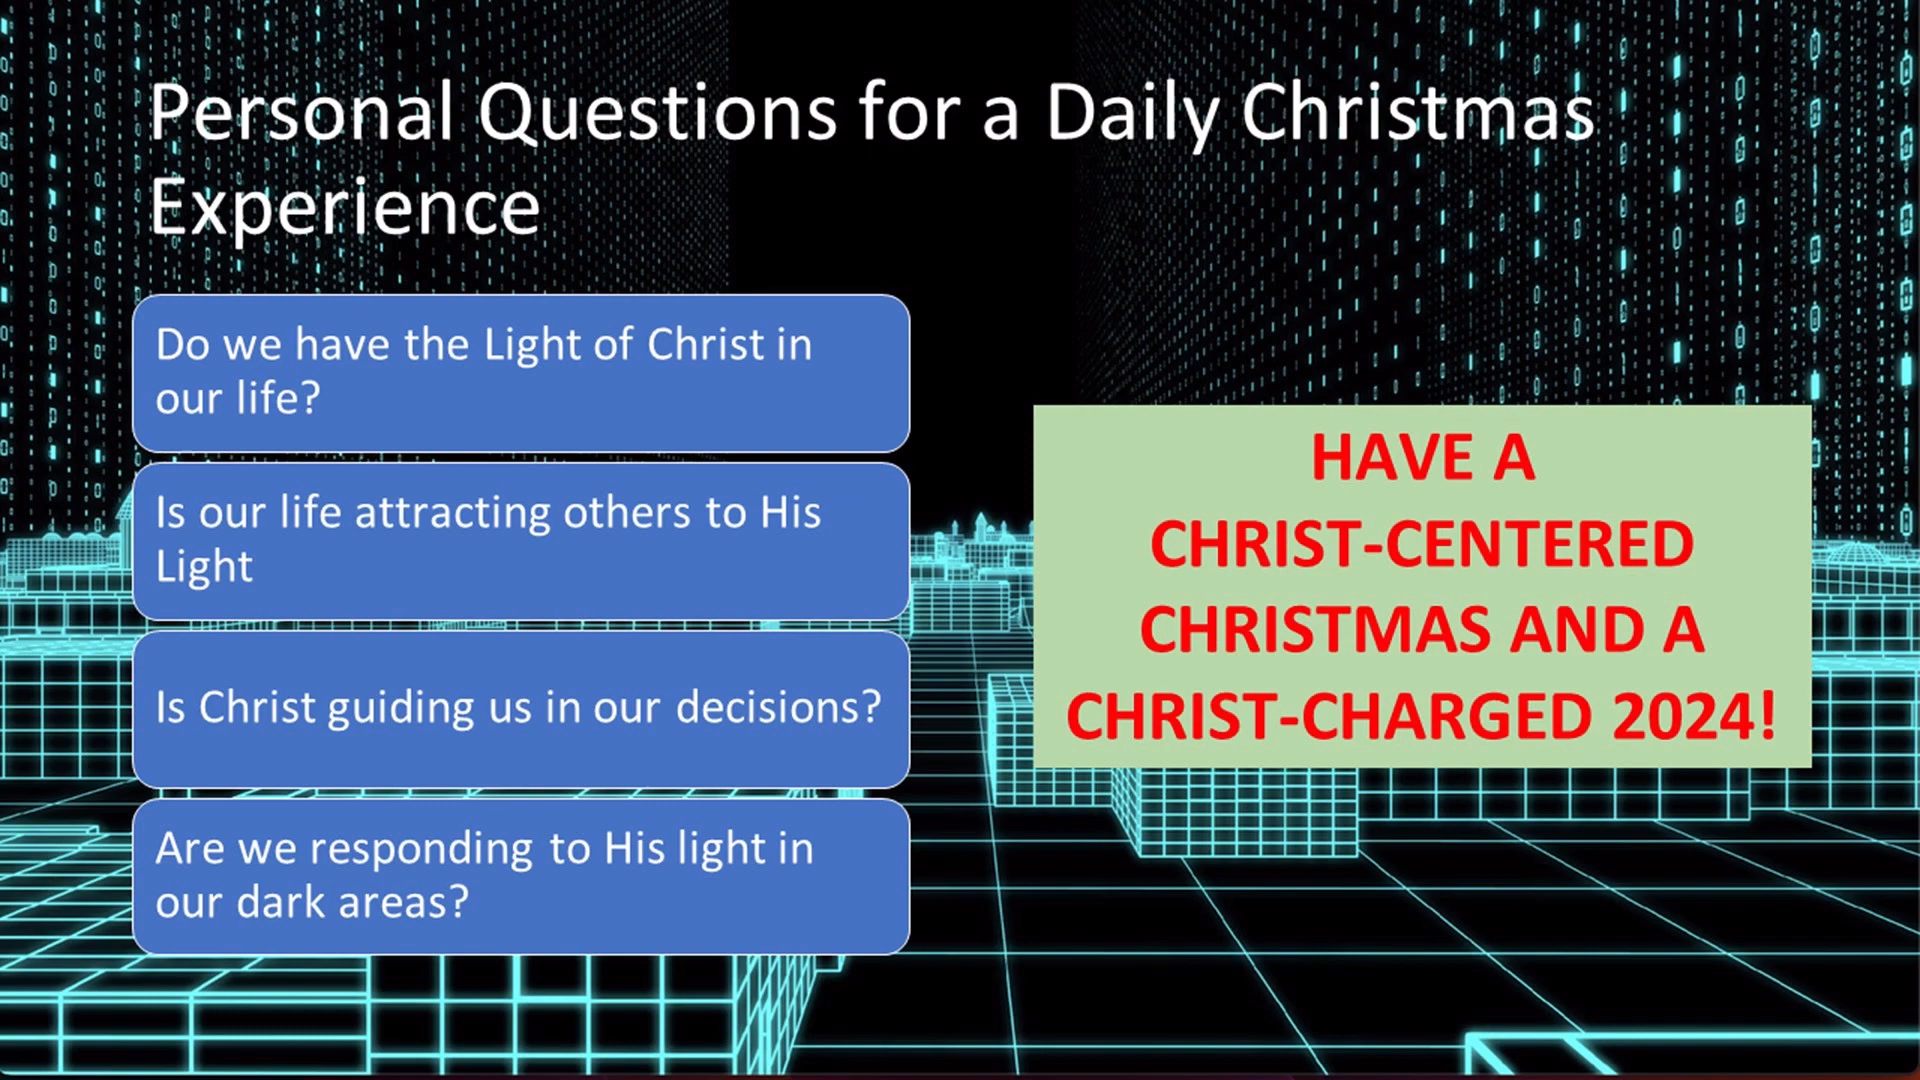 Personal Questions for a Daily Christmas
Experience
Do we have the Light of Christ in
our life?
Is our life attracting others to His
Light
Is Christ guiding us in our decisions?
Are we responding to His light in
our dark areas?
HAVE A
CHRIST-CENTERED
CHRISTMAS AND A
CHRIST-CHARGED 2024!